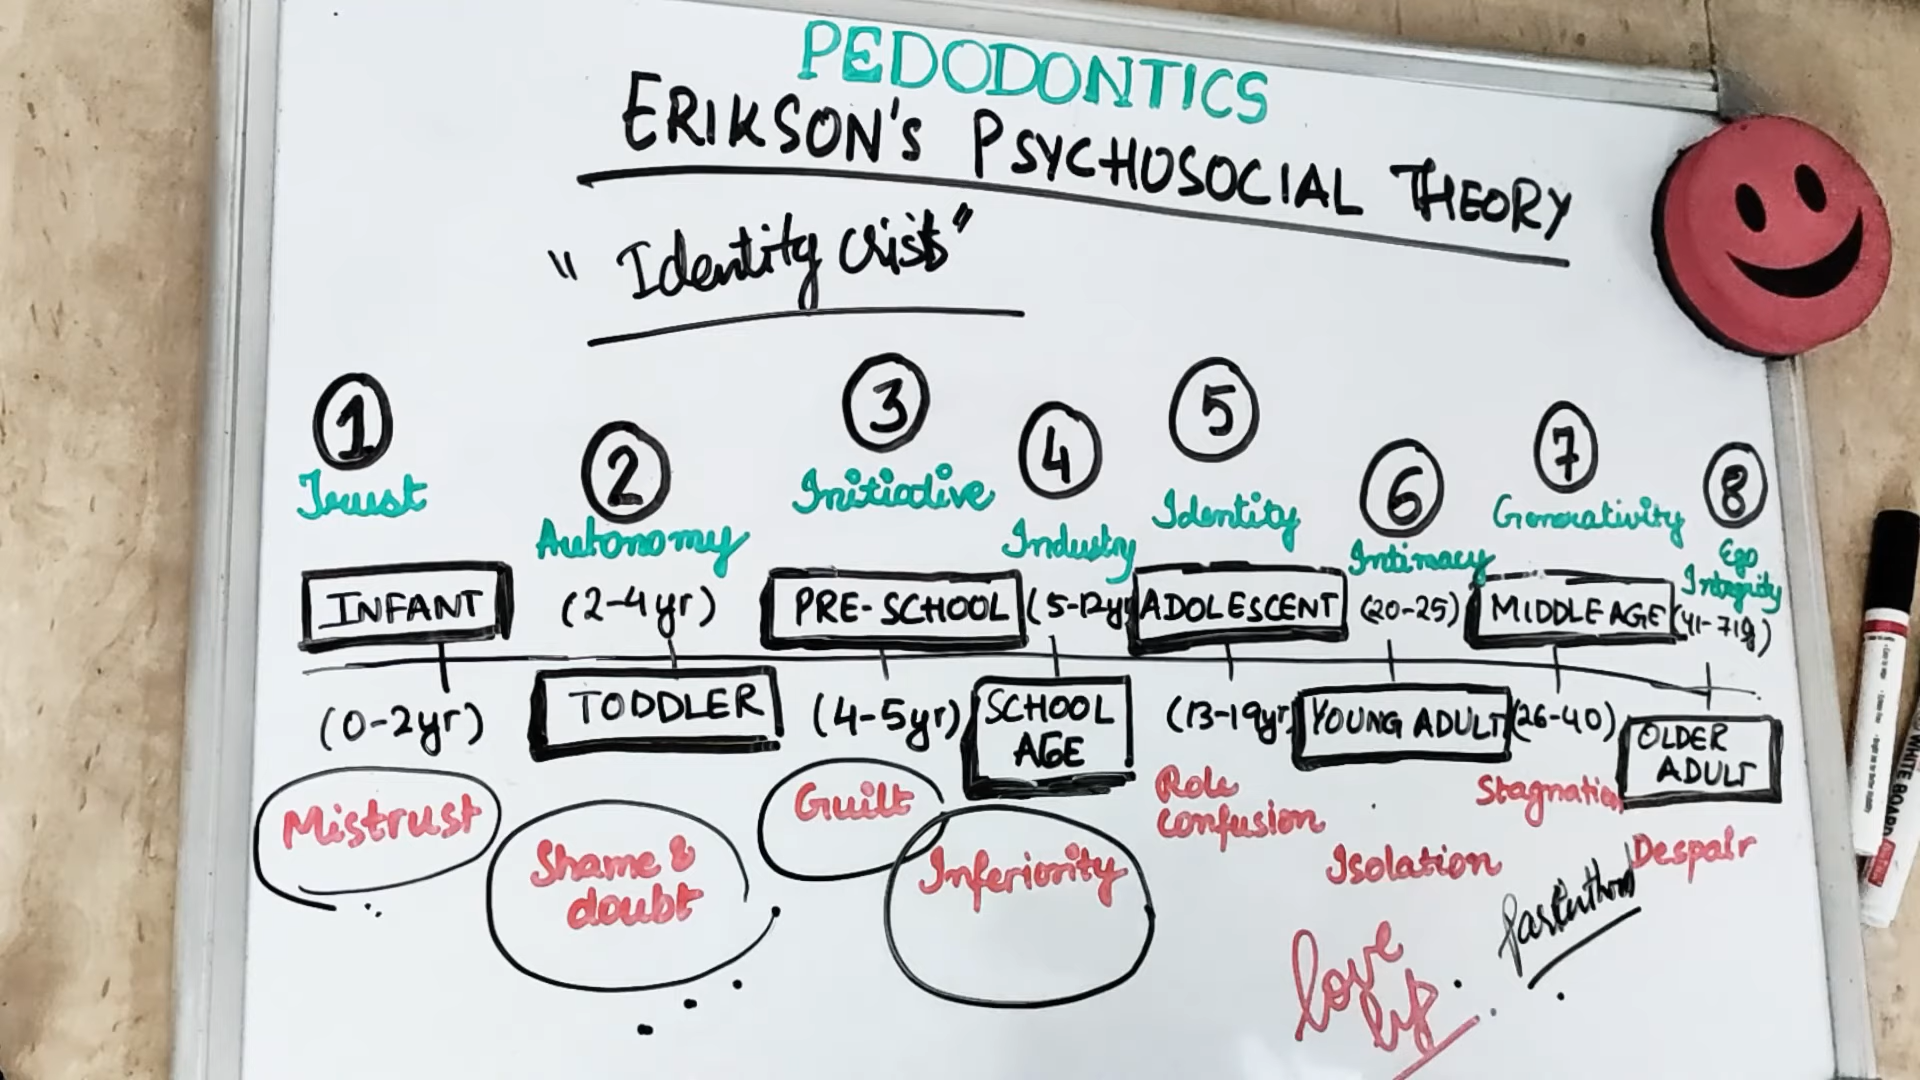 PEDODONTICS
ERIKSON'S PSYCHOSOCIAL THEORY
"Identity crisis"
1
Trust
INFANT
(0-2yr)
Mistrust
2
Autonomy
(2-4yr)
TODDLER
Shame &
doubt
3
Initiative
PRE-SCHOOL
(4-5yr)
Guilt
4
Industry
(5-12yr
SCHOOL
AGE
Inferiority
5
Identity
ADOLESCENT
(13-19yr
Role
confusion
6
Intimacy
(20-25)
YOUNG ADULT
Isolation
love
7
Generativity
MIDDLE AGE
(26-40)
Stagnation
8
Ego
Integrity
OLDER
ADULT
Despair
WHITE BOARD